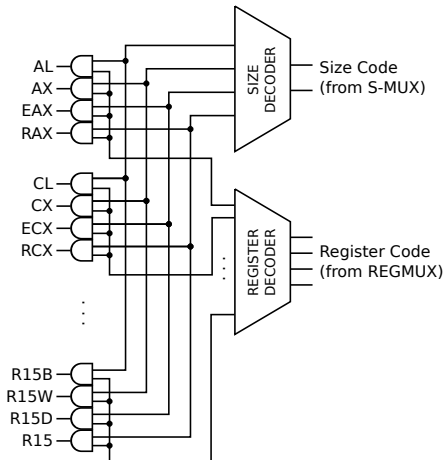 AL
AX
EAX
RAX
CL
CX
ECX
RCX
R15B
R15W
R15D
R15
SIZE
DECODER
Size Code
(from S-MUX)
REGISTER
DECODER
Register Code
(from REGMUX)